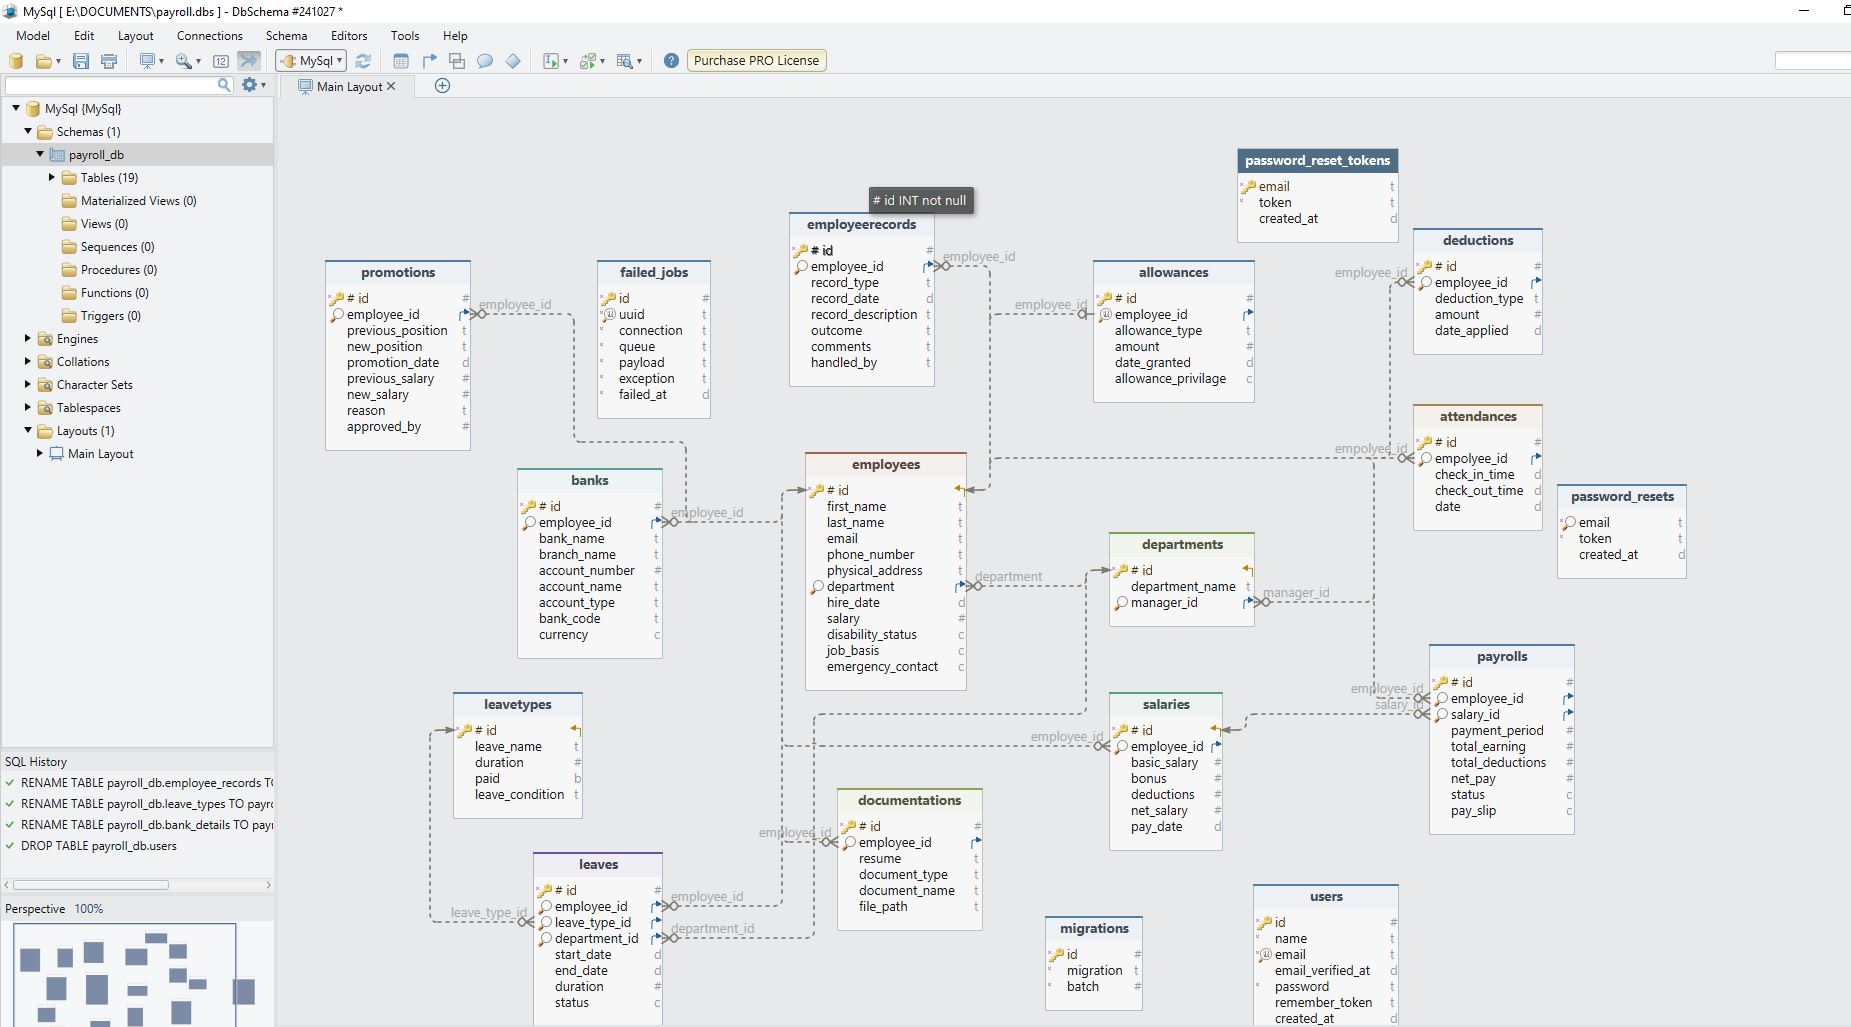 MySql [ E:\DOCUMENTS\payroll.dbs ] - DbSchema #241027 *
Model Edit Layout Connections Schema Editors Tools Help
12 MySql ? Purchase PRO License
Main Layout
MySql {MySql}
Schemas (1)
payroll_db
Tables (19)
Materialized Views (0)
Views (0)
Sequences (0)
Procedures (0)
Functions (0)
Triggers (0)
Engines
Collations
Character Sets
Tablespaces
Layouts (1)
Main Layout
SQL History
RENAME TABLE payroll_db.employee_records T
RENAME TABLE payroll_db.leave_types TO payro
RENAME TABLE payroll_db.bank_details TO payr
DROP TABLE payroll_db.users
Perspective 100%
password_reset_tokens
email t
token t
created_at d
# id INT not null
employeerecords
# id #
employee_id
record_type t
record_date d
record_description t
outcome t
comments t
handled_by t
employee_id
promotions
# id #
employee_id
previous_position t
new_position t
promotion_date d
previous_salary #
new_salary #
reason t
approved_by #
employee_id
failed_jobs
id #
uuid t
connection t
queue t
payload t
exception t
failed_at d
employee_id
allowances
# id #
employee_id
allowance_type t
amount #
date_granted d
allowance_privilage c
employee_id
deductions
# id #
employee_id
deduction_type t
amount #
date_applied d
empolyee_id
attendances
# id #
empolyee_id
check_in_time d
check_out_time d
date d
password_resets
email t
token t
created_at d
banks
# id #
employee_id
bank_name t
branch_name t
account_number #
account_name t
account_type t
bank_code t
currency c
employee_id
employees
# id
first_name t
last_name t
email t
phone_number t
physical_address t
department
hire_date d
salary #
disability_status c
job_basis c
emergency_contact c
department
departments
# id
department_name t
manager_id
manager_id
employee_id
salary_id
payrolls
# id #
employee_id
salary_id
payment_period #
total_earning #
total_deductions #
net_pay #
status c
pay_slip c
employee_id
salaries
# id
employee_id
basic_salary #
bonus #
deductions #
net_salary #
pay_date d
leavetypes
# id
leave_name t
duration #
paid b
leave_condition t
employee_id
documentations
# id #
employee_id
resume t
document_type t
document_name t
file_path t
leave_type_id
leaves
# id #
employee_id
leave_type_id
department_id
start_date d
end_date d
duration #
status c
employee_id
department_id
migrations
id #
migration t
batch #
users
id #
name t
email t
email_verified_at d
password t
remember_token t
created_at d